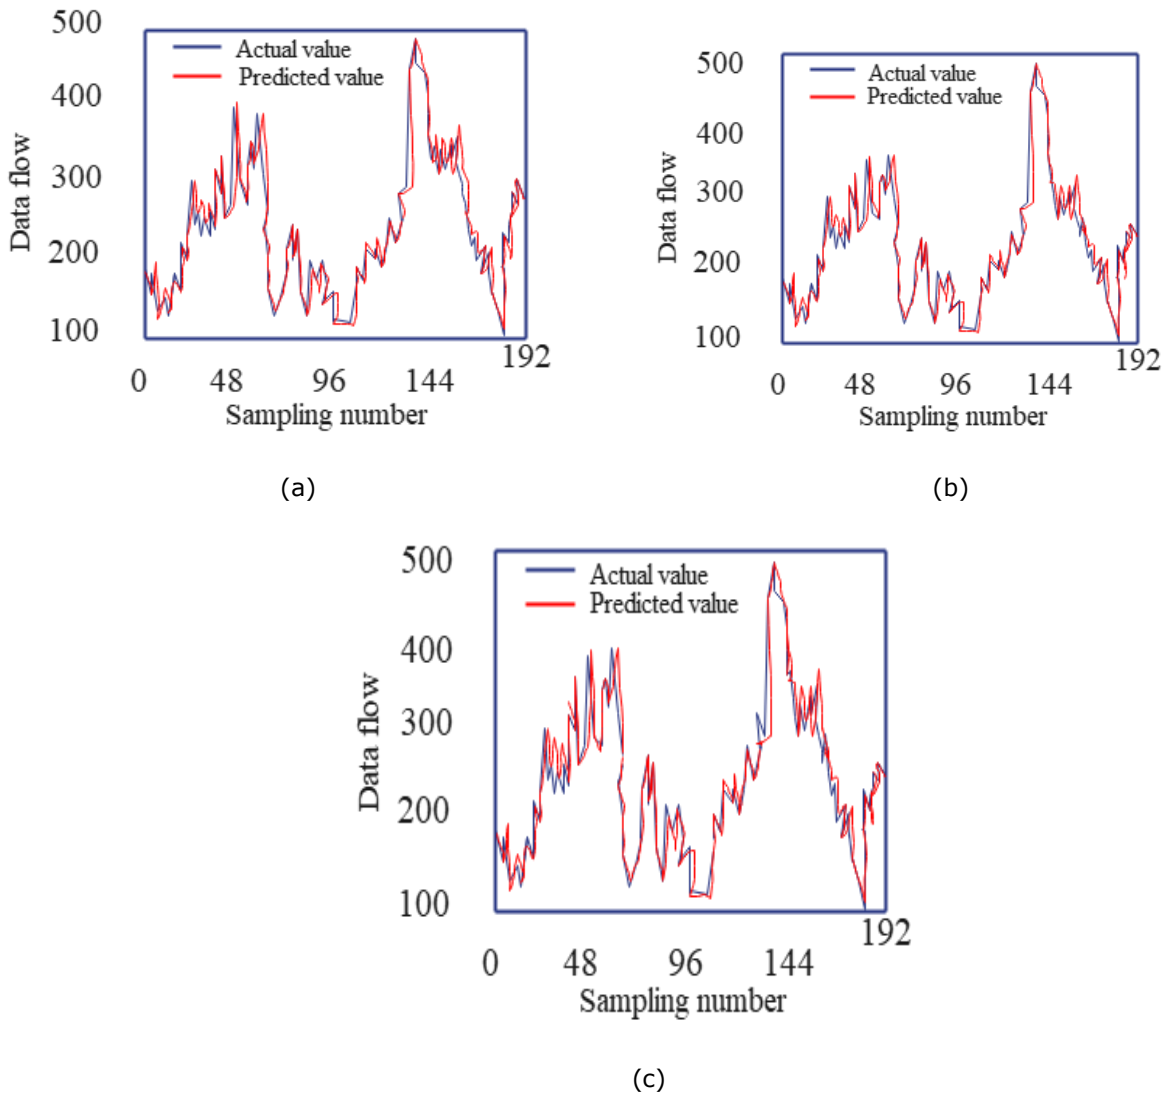 500
400
300
200
100
Data flow
Actual value
Predicted value
0
48
96
144
192
Sampling number
(a)
500
400
300
200
100
Data flow
Actual value
Predicted value
0
48
96
144
192
Sampling number
(b)
500
400
300
200
100
Data flow
Actual value
Predicted value
0
48
96
144
192
Sampling number
(c)